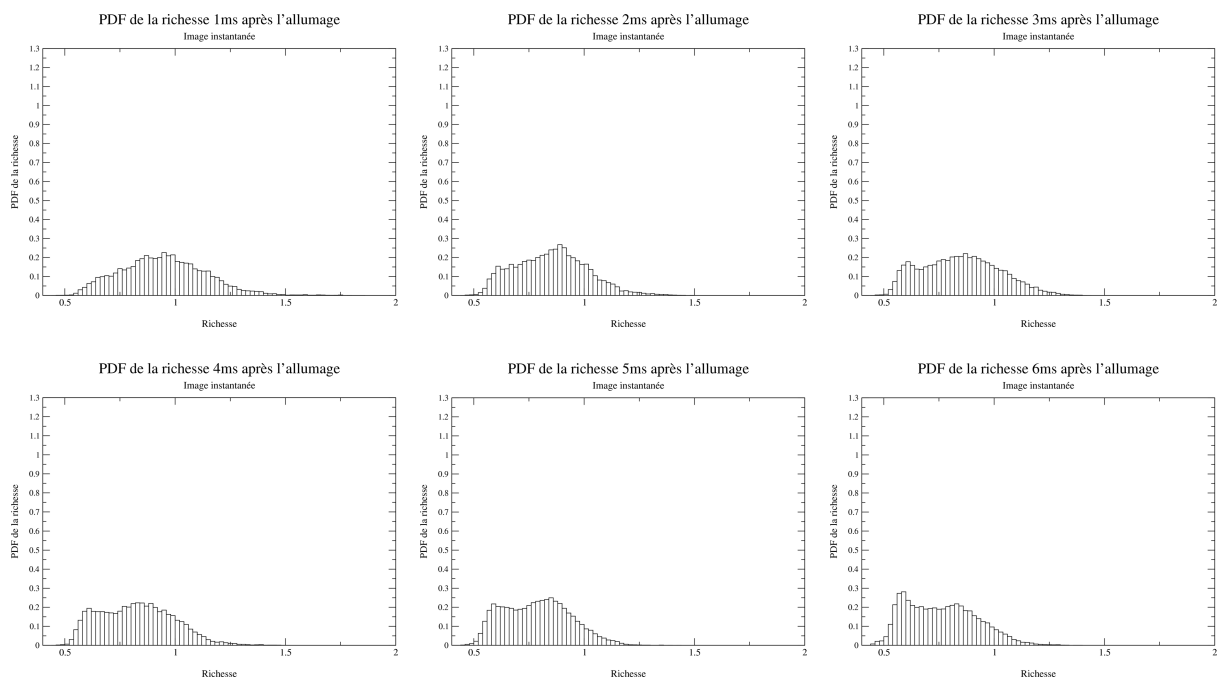 PDF de la richesse 1ms après l’allumage
Image instantanée
1.3
1.2
1.1
1
0.9
0.8
0.7
0.6
0.5
0.4
0.3
0.2
0.1
0
PDF de la richesse
0.5 1 1.5 2
Richesse
PDF de la richesse 2ms après l’allumage
Image instantanée
1.3
1.2
1.1
1
0.9
0.8
0.7
0.6
0.5
0.4
0.3
0.2
0.1
0
PDF de la richesse
0.5 1 1.5 2
Richesse
PDF de la richesse 3ms après l’allumage
Image instantanée
1.3
1.2
1.1
1
0.9
0.8
0.7
0.6
0.5
0.4
0.3
0.2
0.1
0
PDF de la richesse
0.5 1 1.5 2
Richesse
PDF de la richesse 4ms après l’allumage
Image instantanée
1.3
1.2
1.1
1
0.9
0.8
0.7
0.6
0.5
0.4
0.3
0.2
0.1
0
PDF de la richesse
0.5 1 1.5 2
Richesse
PDF de la richesse 5ms après l’allumage
Image instantanée
1.3
1.2
1.1
1
0.9
0.8
0.7
0.6
0.5
0.4
0.3
0.2
0.1
0
PDF de la richesse
0.5 1 1.5 2
Richesse
PDF de la richesse 6ms après l’allumage
Image instantanée
1.3
1.2
1.1
1
0.9
0.8
0.7
0.6
0.5
0.4
0.3
0.2
0.1
0
PDF de la richesse
0.5 1 1.5 2
Richesse